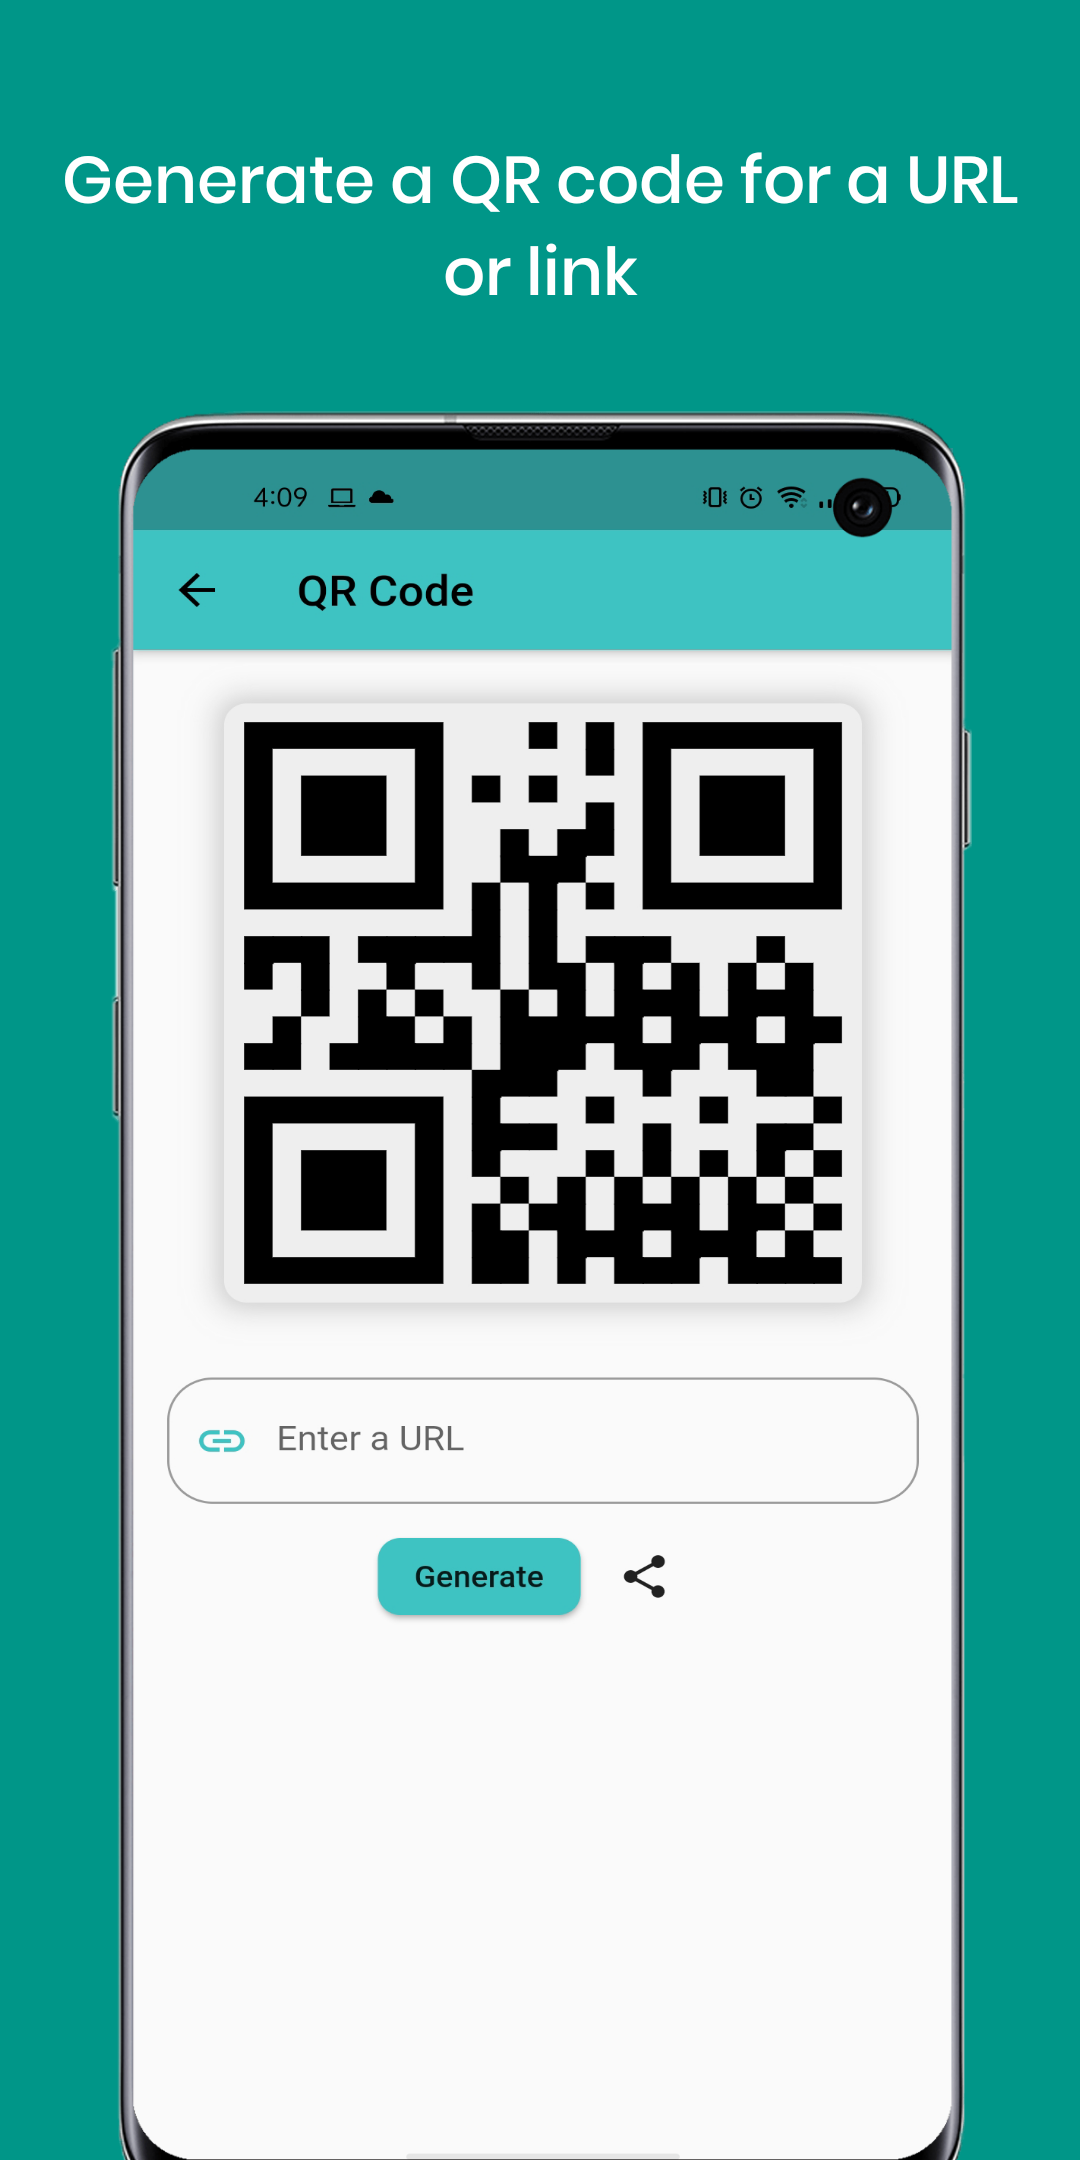 Generate a QR code for a URL
or link
4:09
QR Code
Enter a URL
Generate